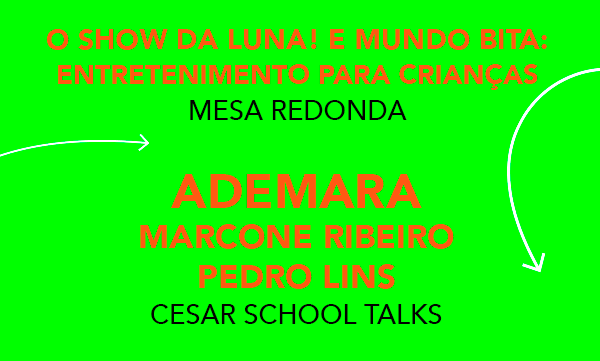 O SHOW DA LUNA! E MUNDO BITA:
ENTRETENIMENTO PARA CRIANÇAS
MESA REDONDA
ADEMARA
MARCONE RIBEIRO
PEDRO LINS
CESAR SCHOOL TALKS